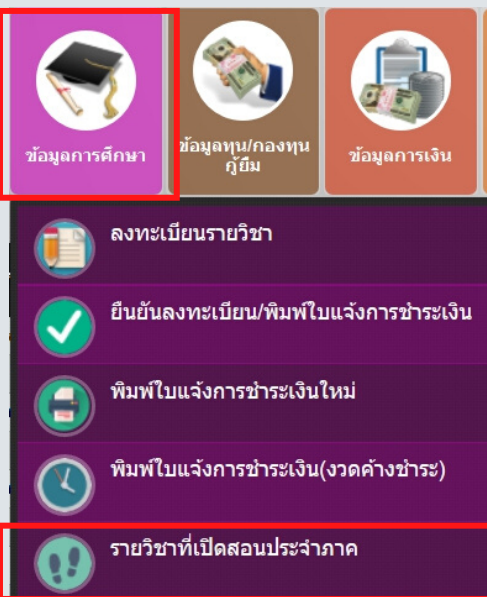 ข้อมูลการศึกษา
ข้อมูลทุน/กองทุน
กู้ยืม
ข้อมูลการเงิน
ลงทะเบียนรายวิชา
ยืนยันลงทะเบียน/พิมพ์ใบแจ้งการชำระเงิน
พิมพ์ใบแจ้งการชำระเงินใหม่
พิมพ์ใบแจ้งการชำระเงิน(งวดค้างชำระ)
รายวิชาที่เปิดสอนประจำภาค